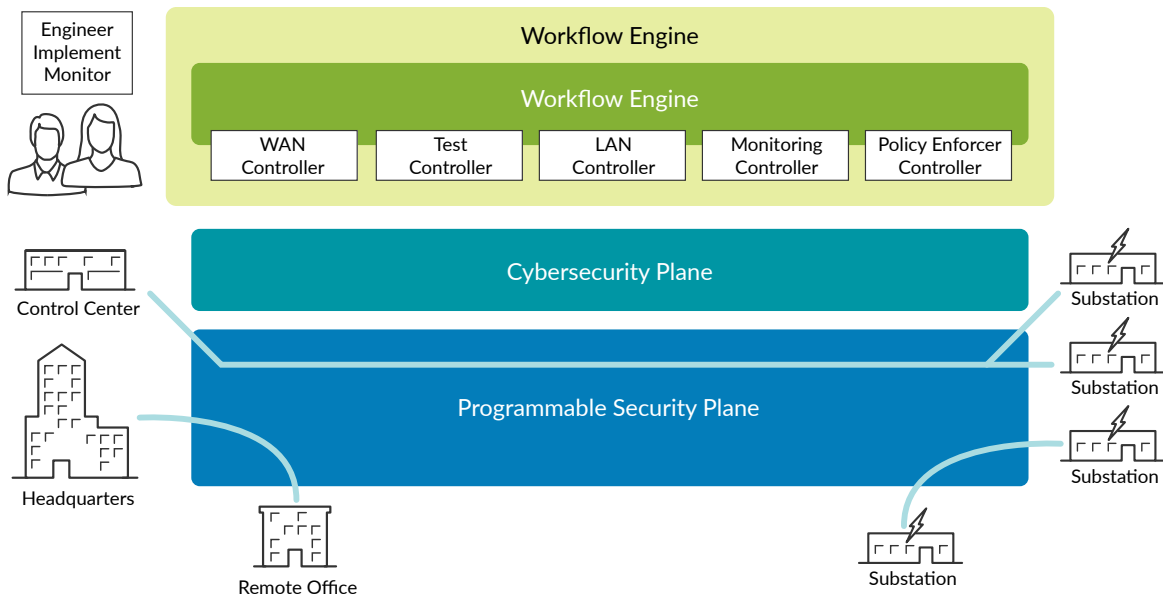 Engineer
Implement
Monitor
Workflow Engine
Workflow Engine
WAN
Controller
Test
Controller
LAN
Controller
Monitoring
Controller
Policy Enforcer
Controller
Cybersecurity Plane
Control Center
Substation
Programmable Security Plane
Substation
Substation
Headquarters
Remote Office
Substation